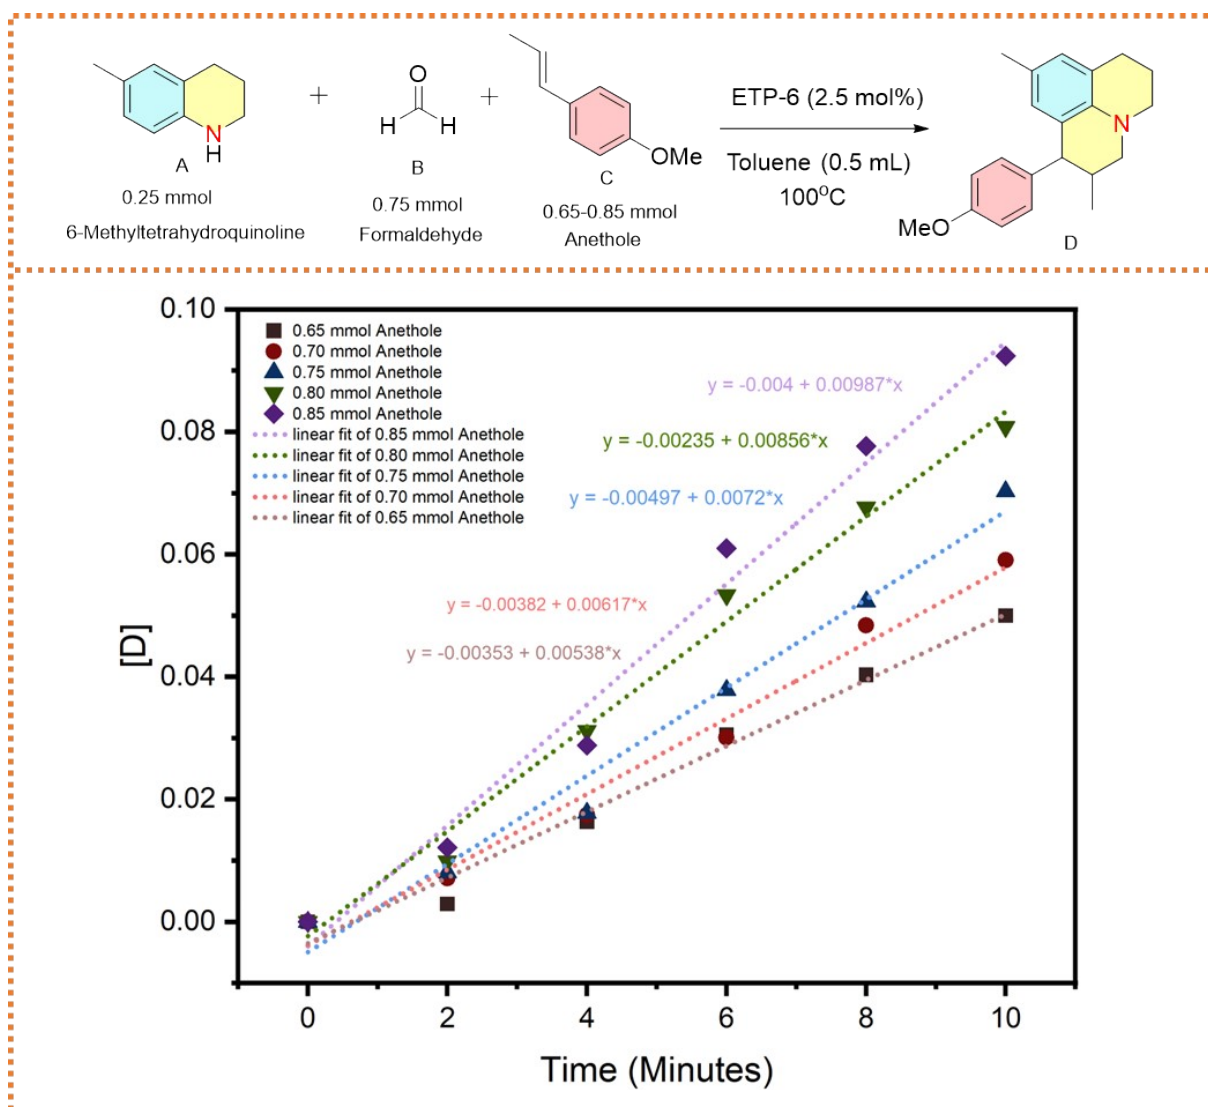 O
H H
N
H
A
+
B
+
C
OMe
0.25 mmol
6-Methyltetrahydroquinoline
0.75 mmol
Formaldehyde
0.65-0.85 mmol
Anethole
ETP-6 (2.5 mol%)
Toluene (0.5 mL)
100°C
N
MeO
D
0.65 mmol Anethole
0.70 mmol Anethole
0.75 mmol Anethole
0.80 mmol Anethole
0.85 mmol Anethole
linear fit of 0.85 mmol Anethole
linear fit of 0.80 mmol Anethole
linear fit of 0.75 mmol Anethole
linear fit of 0.70 mmol Anethole
linear fit of 0.65 mmol Anethole
y = -0.004 + 0.00987*x
y = -0.00235 + 0.00856*x
y = -0.00497 + 0.0072*x
y = -0.00382 + 0.00617*x
y = -0.00353 + 0.00538*x
0.10
0.08
0.06
0.04
0.02
0.00
[D]
0 2 4 6 8 10
Time (Minutes)